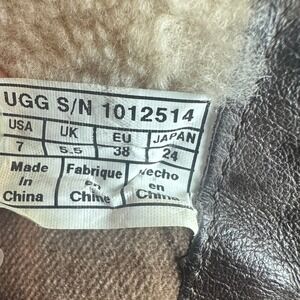 UGG S/N 1012514
USA UK EU JAPAN
7 5.5 38 24
Made Fabrique Hecho
In en en
China Chine China